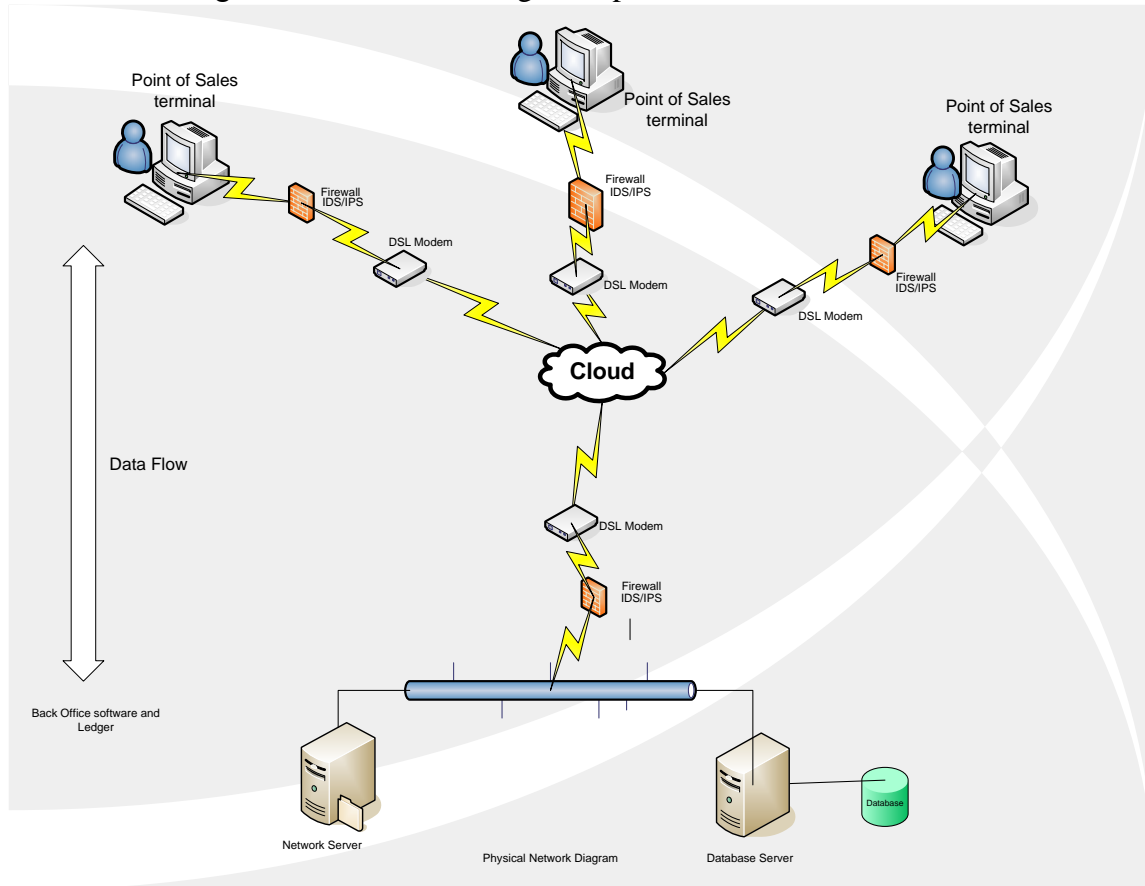 Point of Sales
terminal
Point of Sales
terminal
Point of Sales
terminal
Firewall
IDS/IPS
Firewall
IDS/IPS
Firewall
IDS/IPS
DSL Modem
DSL Modem
DSL Modem
Cloud
Data Flow
DSL Modem
Firewall
IDS/IPS
Back Office software and
Ledger
Database
Network Server
Physical Network Diagram
Database Server